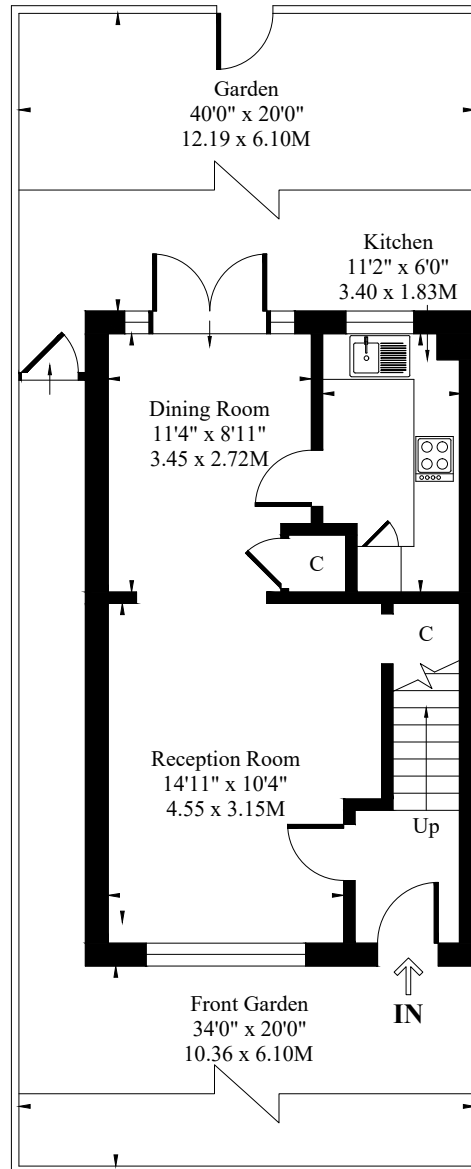 Garden
40'0" x 20'0"
12.19 x 6.10M
Kitchen
11'2" x 6'0"
3.40 x 1.83M
Dining Room
11'4" x 8'11"
3.45 x 2.72M
C
C
Reception Room
14'11" x 10'4"
4.55 x 3.15M
Up
Front Garden
34'0" x 20'0"
10.36 x 6.10M
IN